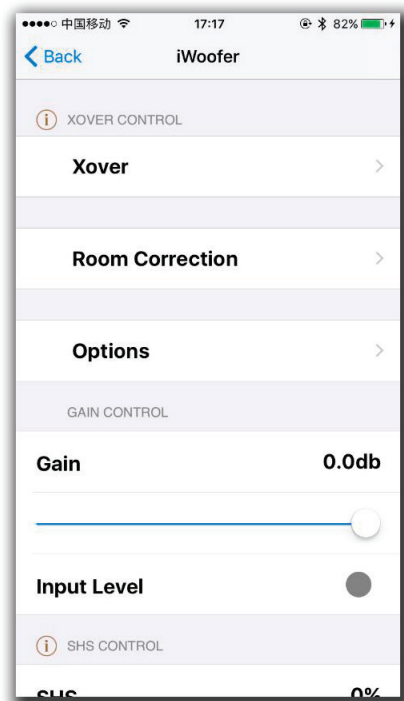 中国移动 17:17 82%
Back iWoofer
XOVER CONTROL
Xover
Room Correction
Options
GAIN CONTROL
Gain 0.0db
Input Level
SHS CONTROL
SHS 0%